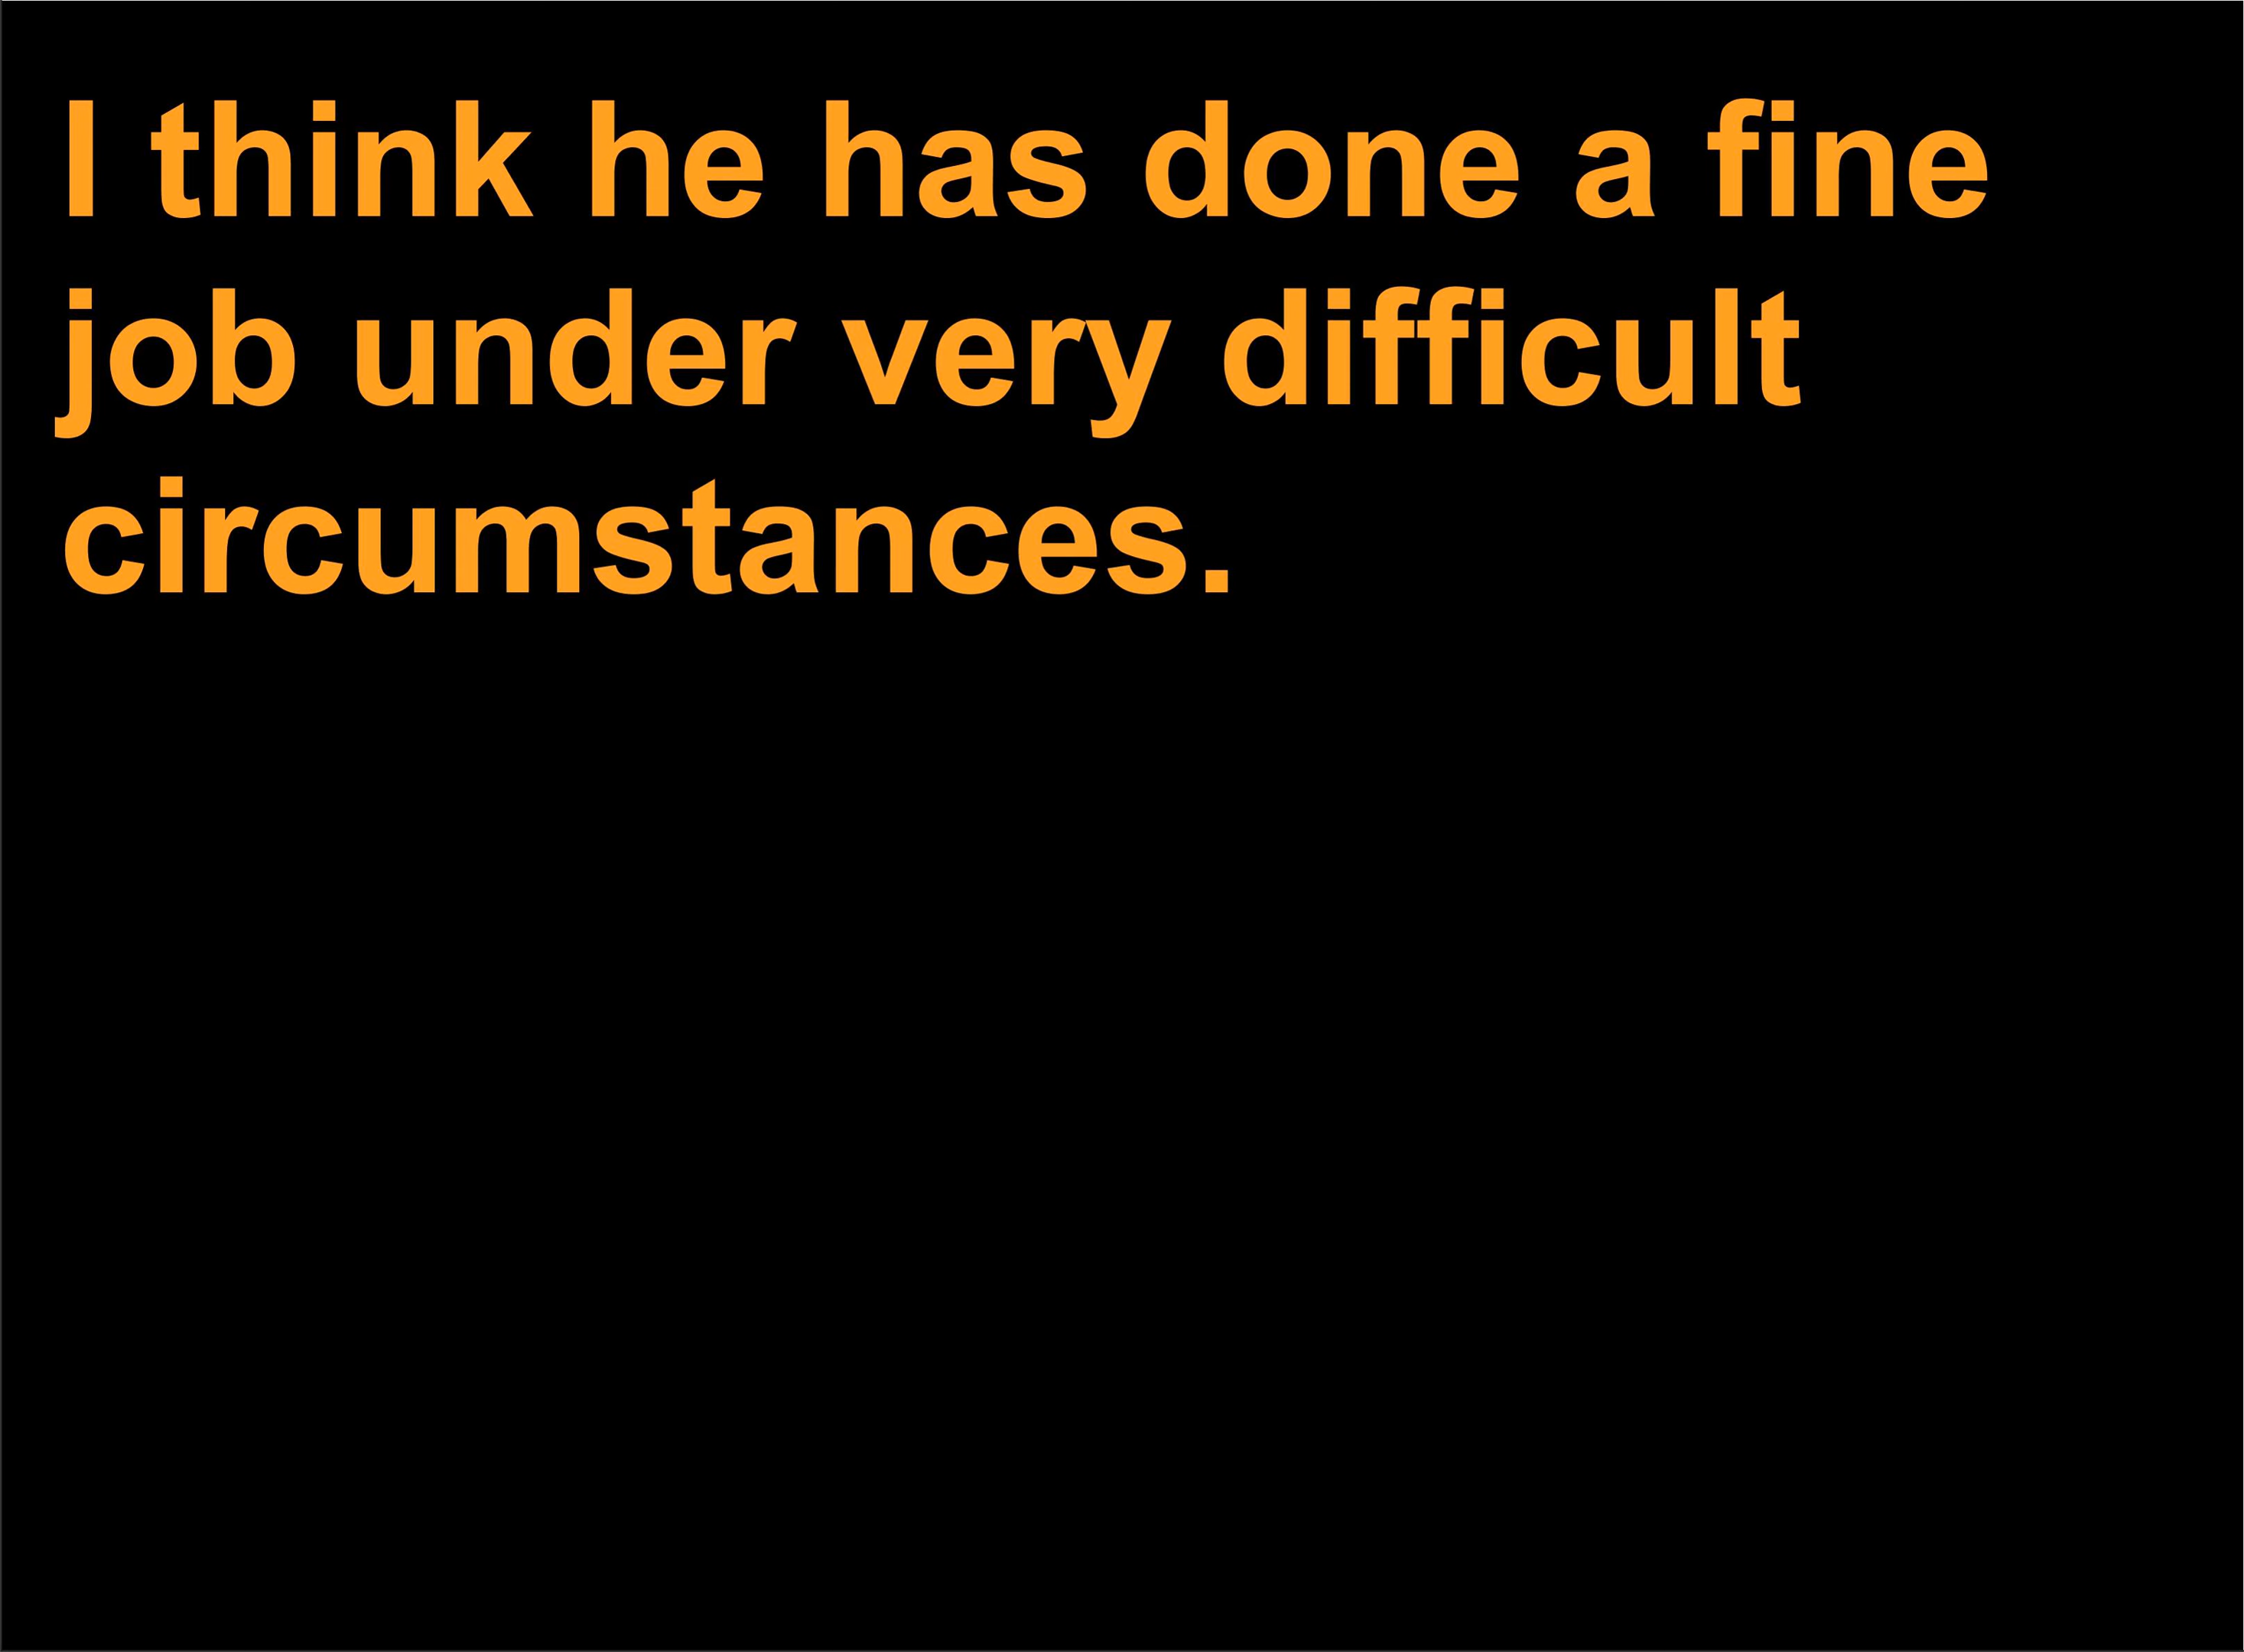 I think he has done a fine
job under very difficult
circumstances.